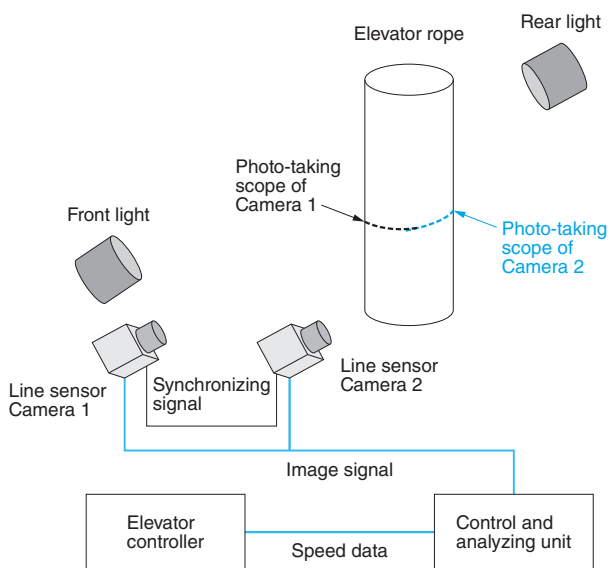 Rear light
Elevator rope
Photo-taking
scope of
Camera 1
Front light
Photo-taking
scope of
Camera 2
Line sensor
Camera 1
Synchronizing
signal
Line sensor
Camera 2
Image signal
Elevator
controller
Speed data
Control and
analyzing unit